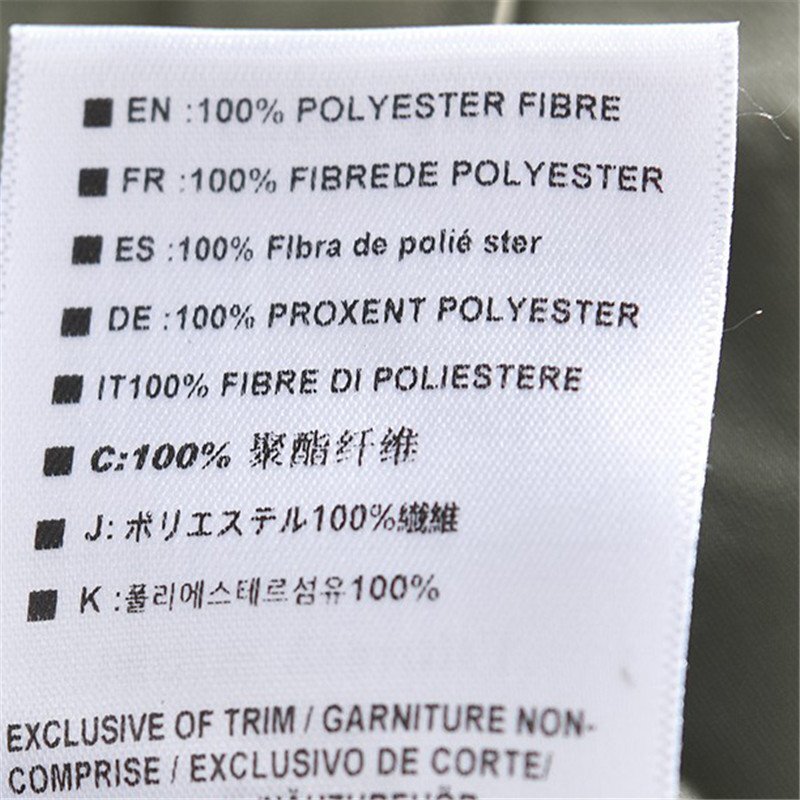 EN :100% POLYESTER FIBRE
FR :100% FIBREDE POLYESTER
ES :100% FIbra de polié ster
DE :100% PROXENT POLYESTER
IT100% FIBRE DI POLIESTERE
C:100% 聚酯纤维
J: ポリエステル100%繊維
K :폴리에스테르섬유100%
EXCLUSIVE OF TRIM / GARNITURE NON-
COMPRISE / EXCLUSIVO DE CORTE/